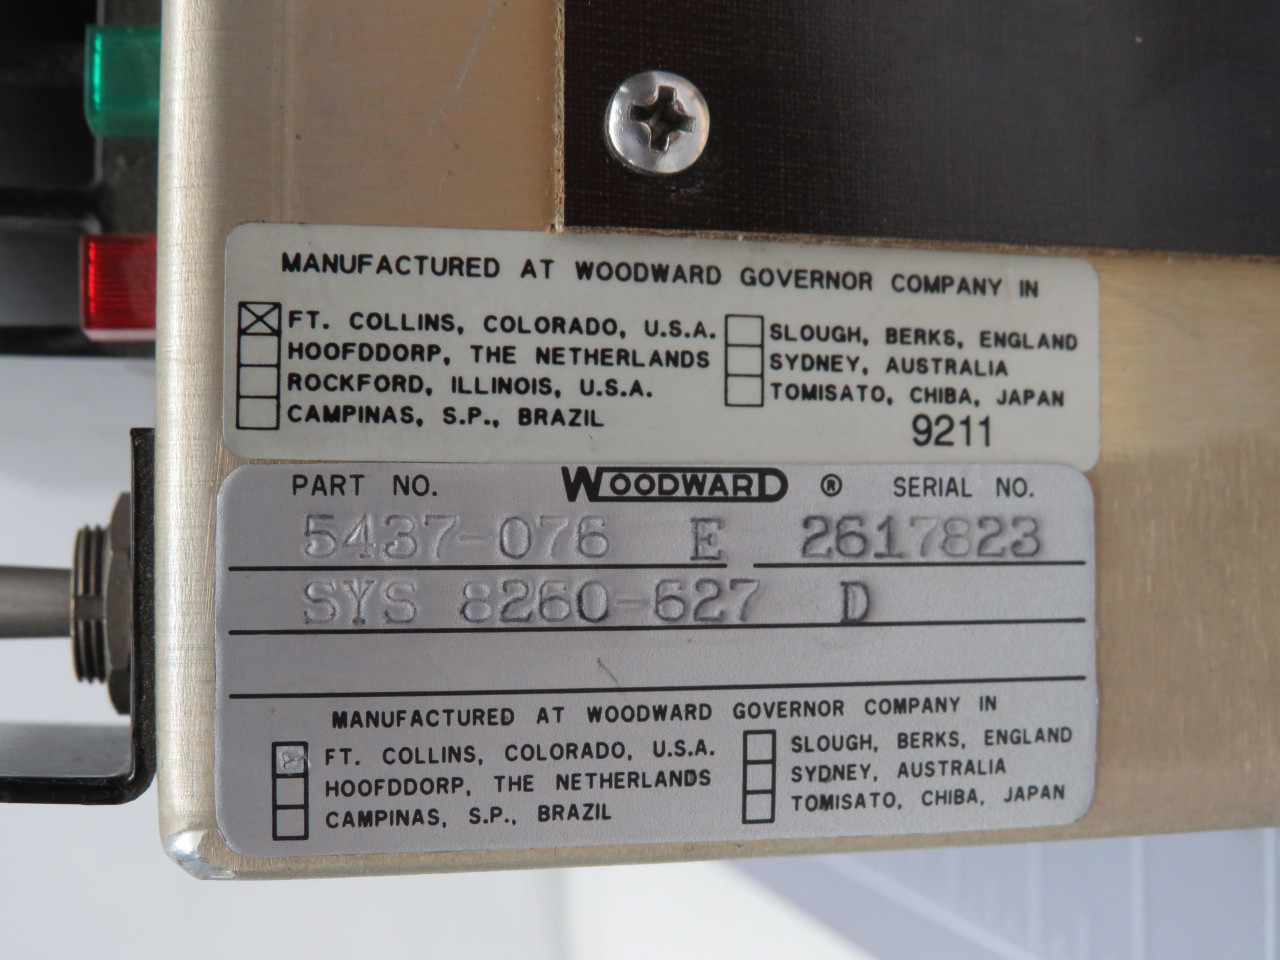 MANUFACTURED AT WOODWARD GOVERNOR COMPANY IN
FT. COLLINS, COLORADO, U.S.A.
HOOFDDORP, THE NETHERLANDS
ROCKFORD, ILLINOIS, U.S.A.
CAMPINAS, S.P., BRAZIL
SLOUGH, BERKS, ENGLAND
SYDNEY, AUSTRALIA
TOMISATO, CHIBA, JAPAN
9211
PART NO. WOODWARD ® SERIAL NO.
5437-076 E 2617823
SYS 8260-627 D
MANUFACTURED AT WOODWARD GOVERNOR COMPANY IN
FT. COLLINS, COLORADO, U.S.A.
HOOFDDORP, THE NETHERLANDS
CAMPINAS, S.P., BRAZIL
SLOUGH, BERKS, ENGLAND
SYDNEY, AUSTRALIA
TOMISATO, CHIBA, JAPAN